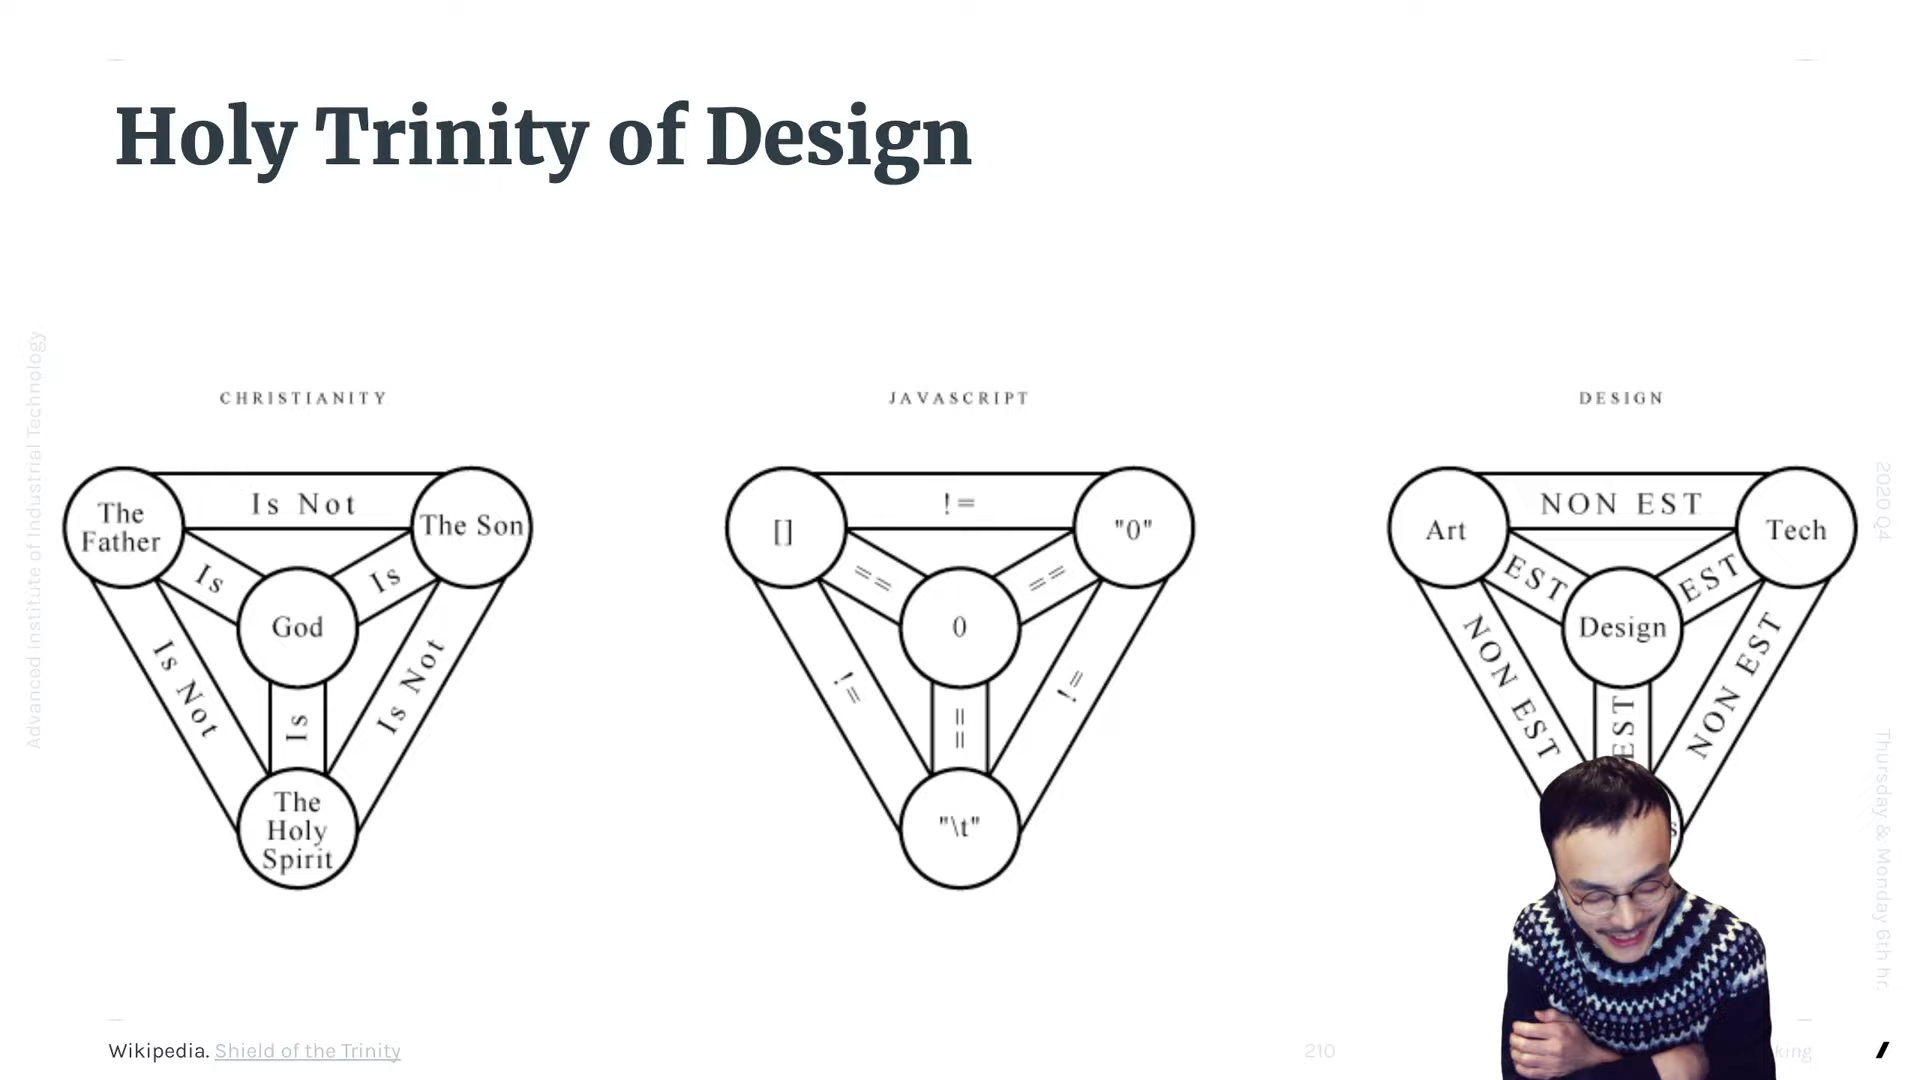 Holy Trinity of Design
Advanced Institute of Industrial Technology
CHRISTIANITY
The
Father
Is Not
The Son
Is
Is
God
Is Not
Is
Is Not
The
Holy
Spirit
JAVASCRIPT
[]
!=
"0"
==
==
0
!=
==
!=
"\t"
DESIGN
Art
NON EST
Tech
EST
EST
Design
NON EST
EST
NON EST
2020 Q4
Thursday & Monday 6th hr.
Wikipedia. Shield of the Trinity
210